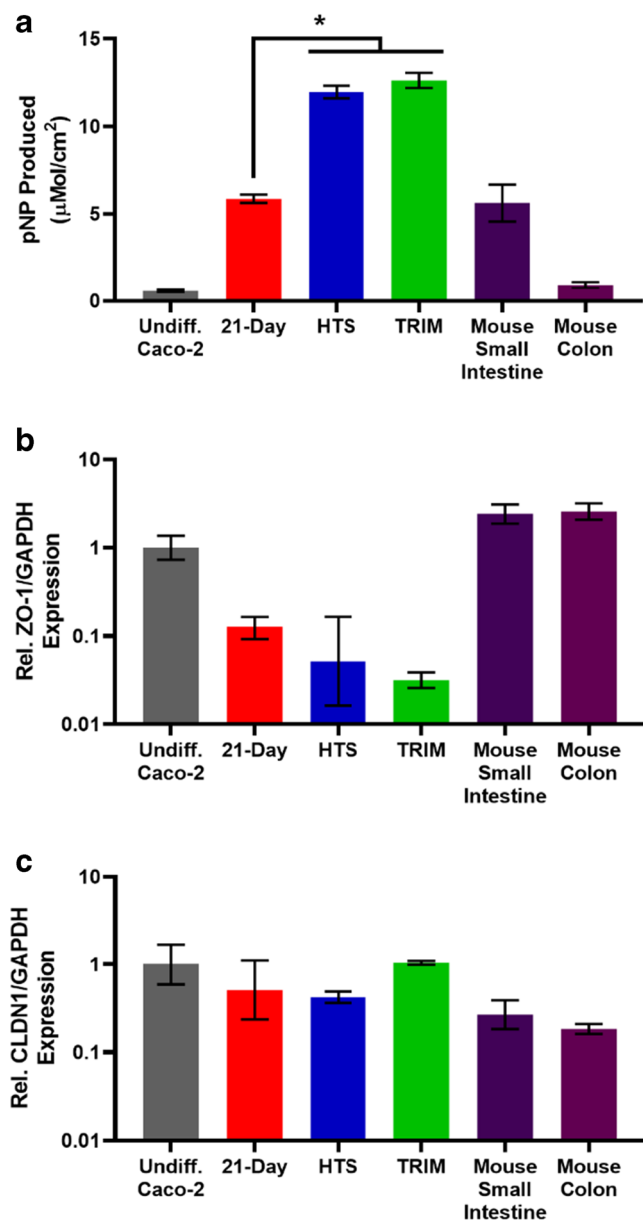 a
*
15
10
5
0
pNP Produced
(μMol/cm²)
Undiff.
Caco-2
21-Day
HTS
TRIM
Mouse
Small
Intestine
Mouse
Colon
b
10
1
0.1
0.01
Rel. ZO-1/GAPDH
Expression
Undiff.
Caco-2
21-Day
HTS
TRIM
Mouse
Small
Intestine
Mouse
Colon
c
10
1
0.1
0.01
Rel. CLDN1/GAPDH
Expression
Undiff.
Caco-2
21-Day
HTS
TRIM
Mouse
Small
Intestine
Mouse
Colon